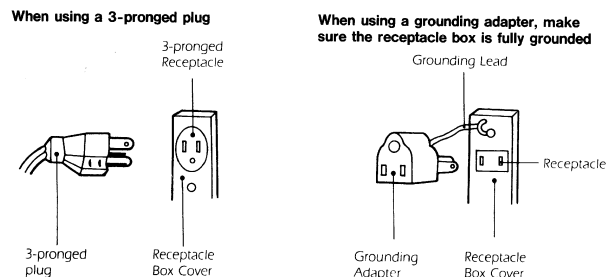 When using a 3-pronged plug
3-pronged
Receptacle
3-pronged
plug
Receptacle
Box Cover
When using a grounding adapter, make
sure the receptacle box is fully grounded
Grounding Lead
Receptacle
Grounding
Adapter
Receptacle
Box Cover